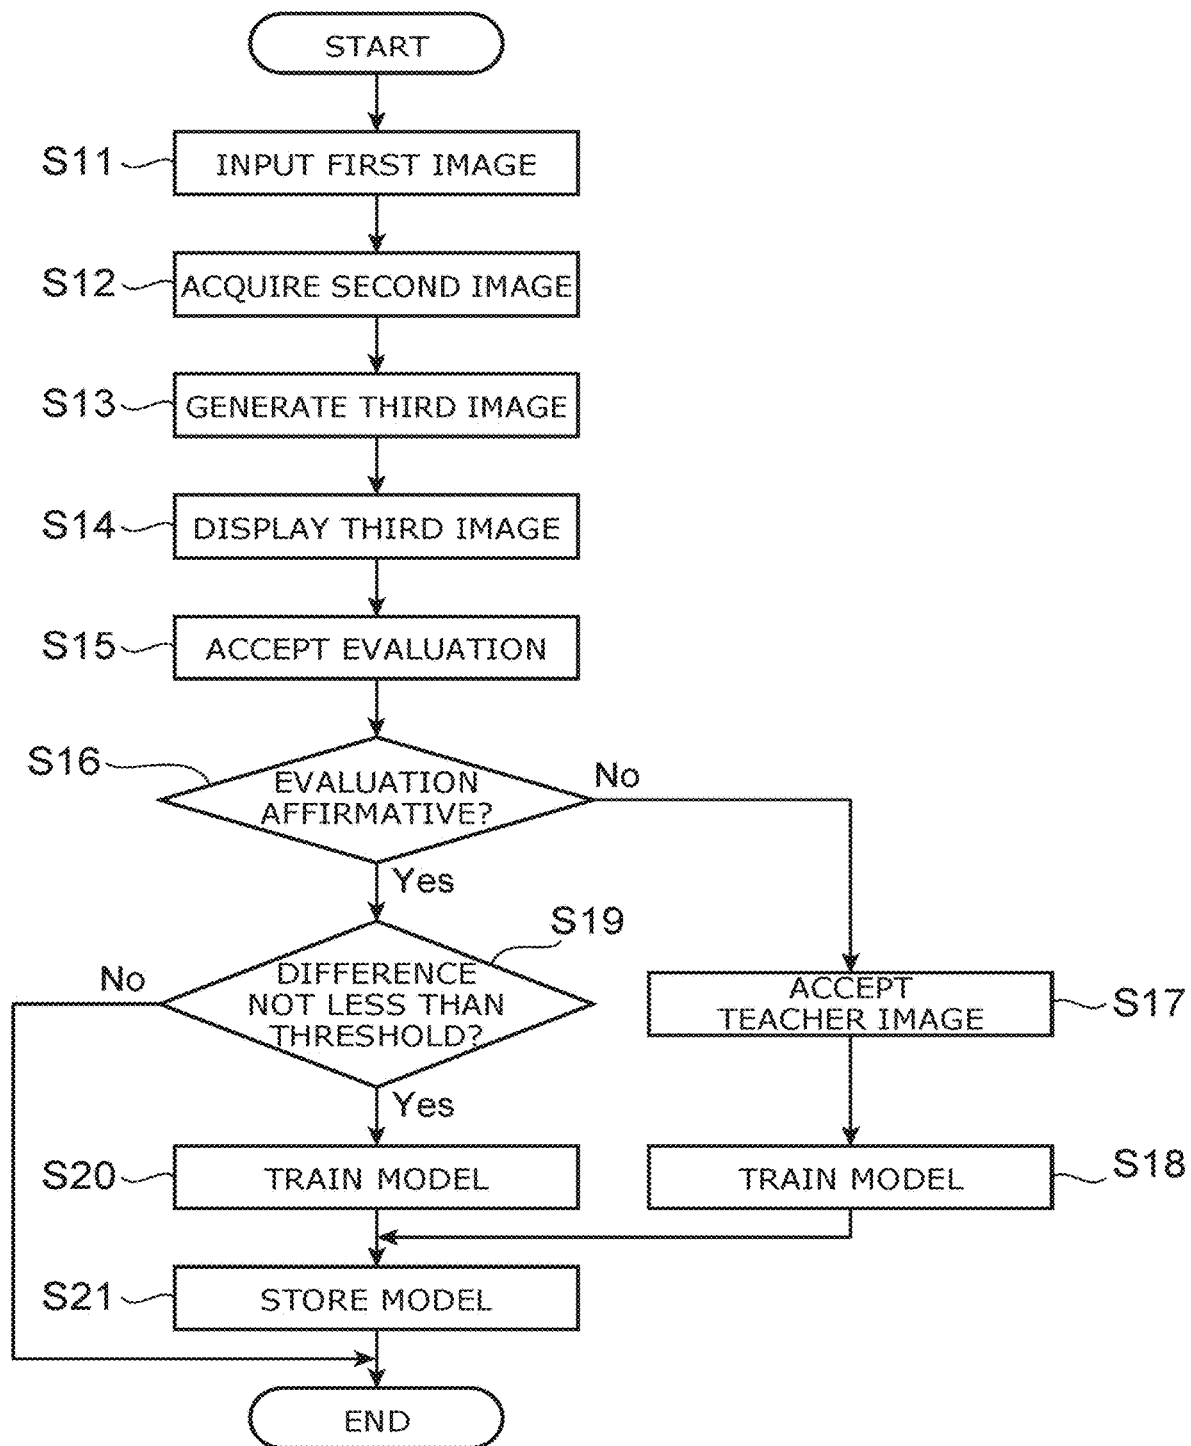 START
S11
INPUT FIRST IMAGE
S12
ACQUIRE SECOND IMAGE
S13
GENERATE THIRD IMAGE
S14
DISPLAY THIRD IMAGE
S15
ACCEPT EVALUATION
S16
EVALUATION
AFFIRMATIVE?
No
Yes
S19
DIFFERENCE
NOT LESS THAN
THRESHOLD?
No
Yes
ACCEPT
TEACHER IMAGE
S17
S20
TRAIN MODEL
TRAIN MODEL
S18
S21
STORE MODEL
END